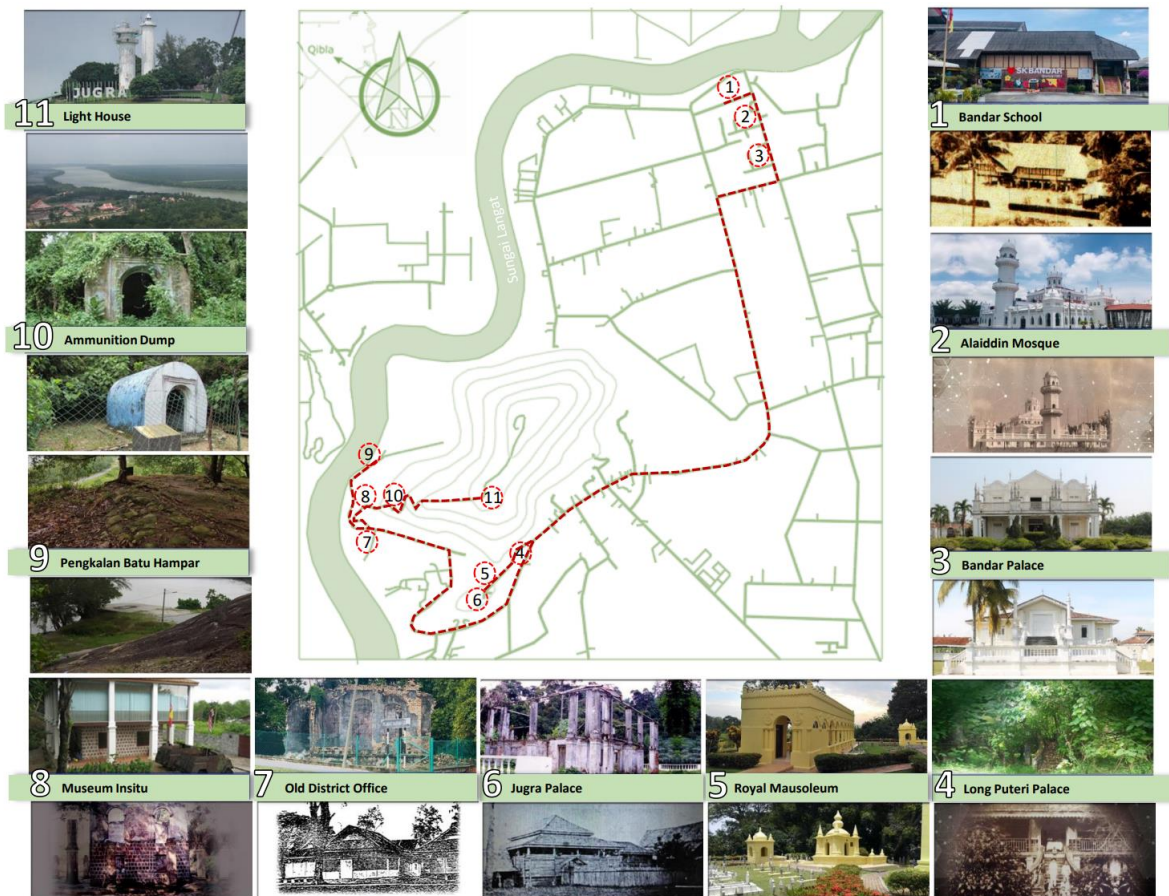 JUGRA
11 Light House
10 Ammunition Dump
9 Pengkalan Batu Hampar
8 Museum Insitu
7 Old District Office
6 Jugra Palace
5 Royal Mausoleum
4 Long Puteri Palace
SK BANDAR
1 Bandar School
2 Alaiddin Mosque
3 Bandar Palace
Qibla
N
Sungai Langat
1
2
3
9
8
10
11
7
4
5
6